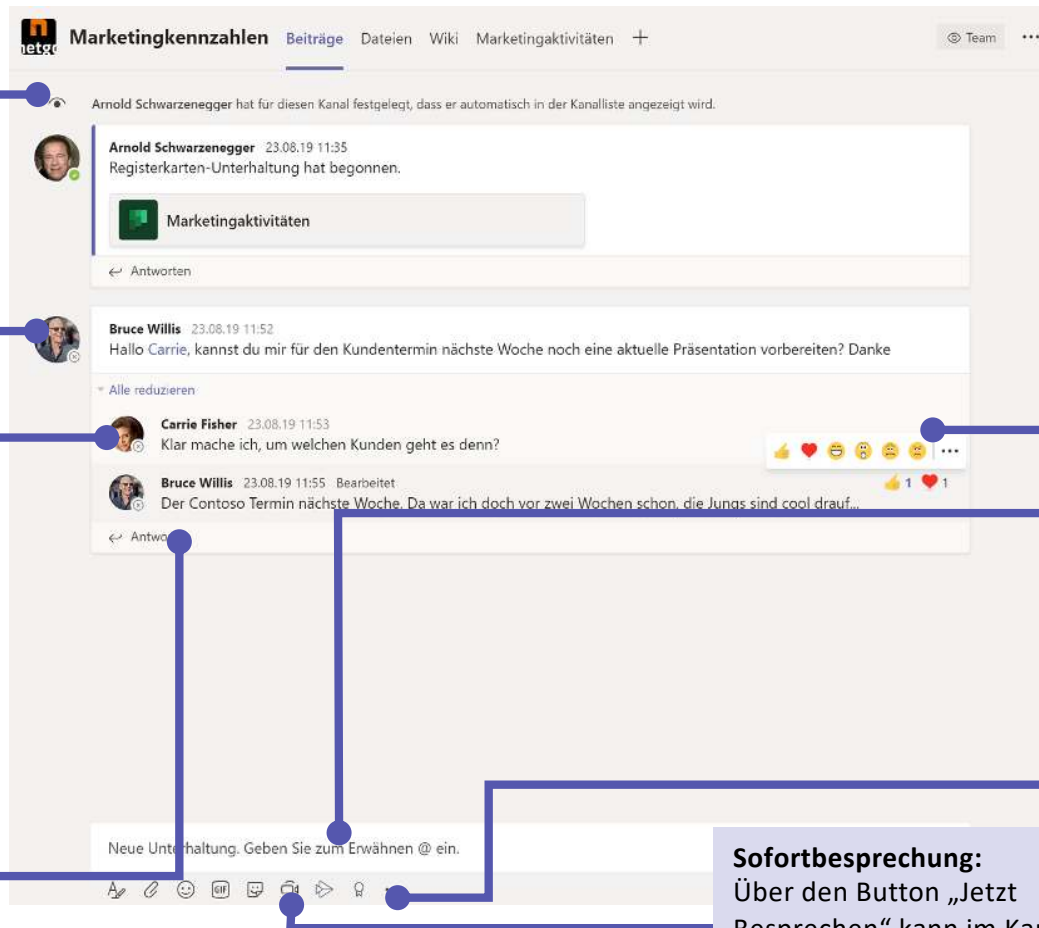 n
netgo
Marketingkennzahlen Beiträge Dateien Wiki Marketingaktivitäten +
Team ...
Arnold Schwarzenegger hat für diesen Kanal festgelegt, dass er automatisch in der Kanalliste angezeigt wird.
Arnold Schwarzenegger 23.08.19 11:35
Registerkarten-Unterhaltung hat begonnen.
Marketingaktivitäten
Antworten
Bruce Willis 23.08.19 11:52
Hallo Carrie, kannst du mir für den Kundentermin nächste Woche noch eine aktuelle Präsentation vorbereiten? Danke
Alle reduzieren
Carrie Fisher 23.08.19 11:53
Klar mache ich, um welchen Kunden geht es denn?
Bruce Willis 23.08.19 11:55 Bearbeitet
1 1
Der Contoso Termin nächste Woche. Da war ich doch vor zwei Wochen schon, die Jungs sind cool drauf...
Neue Unterhaltung. Geben Sie zum Erwähnen @ ein.
GIF
Sofortbesprechung:
Über den Button „Jetzt
Besprechen“ kann im